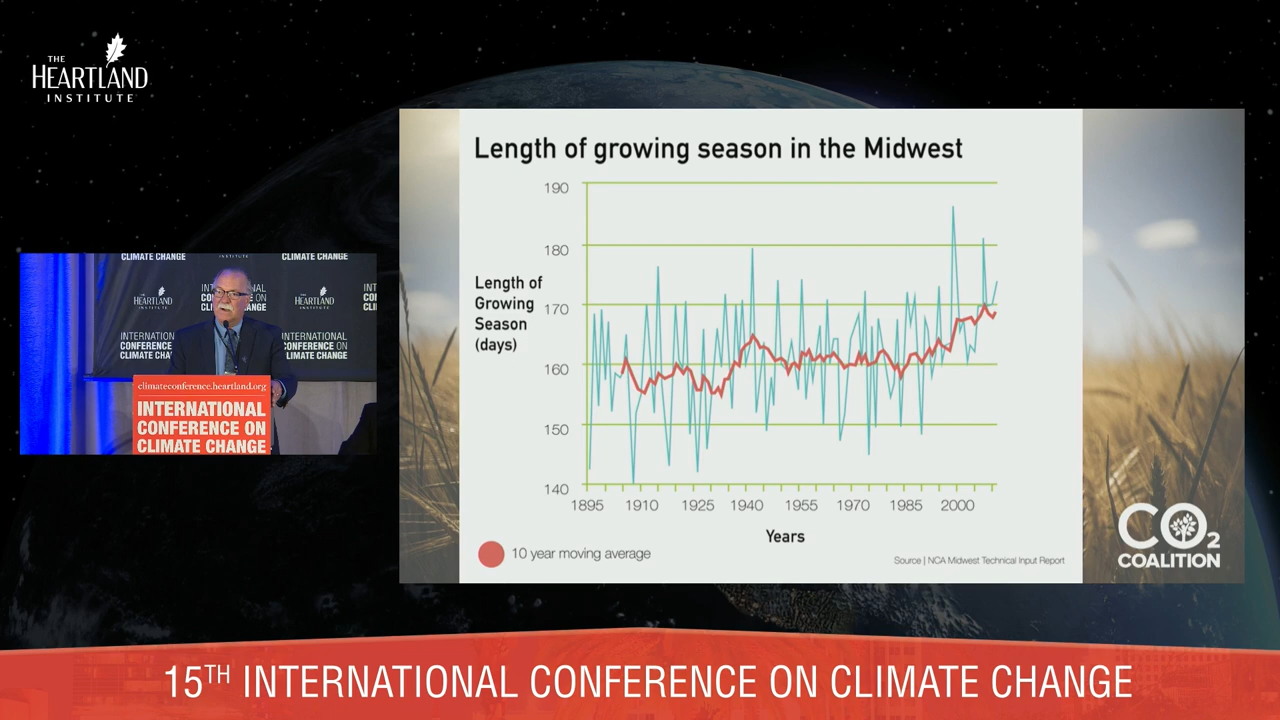 THE
HEARTLAND
INSTITUTE
Length of growing season in the Midwest
190
180
170
160
150
140
Length of
Growing
Season
(days)
1895 1910 1925 1940 1955 1970 1985 2000
Years
10 year moving average
Source | NCA Midwest Technical Input Report
CO2
COALITION
CLIMATE CHANGE
INSTITUTE
CLIMATE CHANGE
HEARTLAND
HEARTLAND
INTERNATIONAL
CLIMATE CHANGE
INTERNATIONAL
CONFERENCE ON
CLIMATE CHANGE
climateconference.heartland.org
INTERNATIONAL
CONFERENCE ON
CLIMATE CHANGE
15TH INTERNATIONAL CONFERENCE ON CLIMATE CHANGE